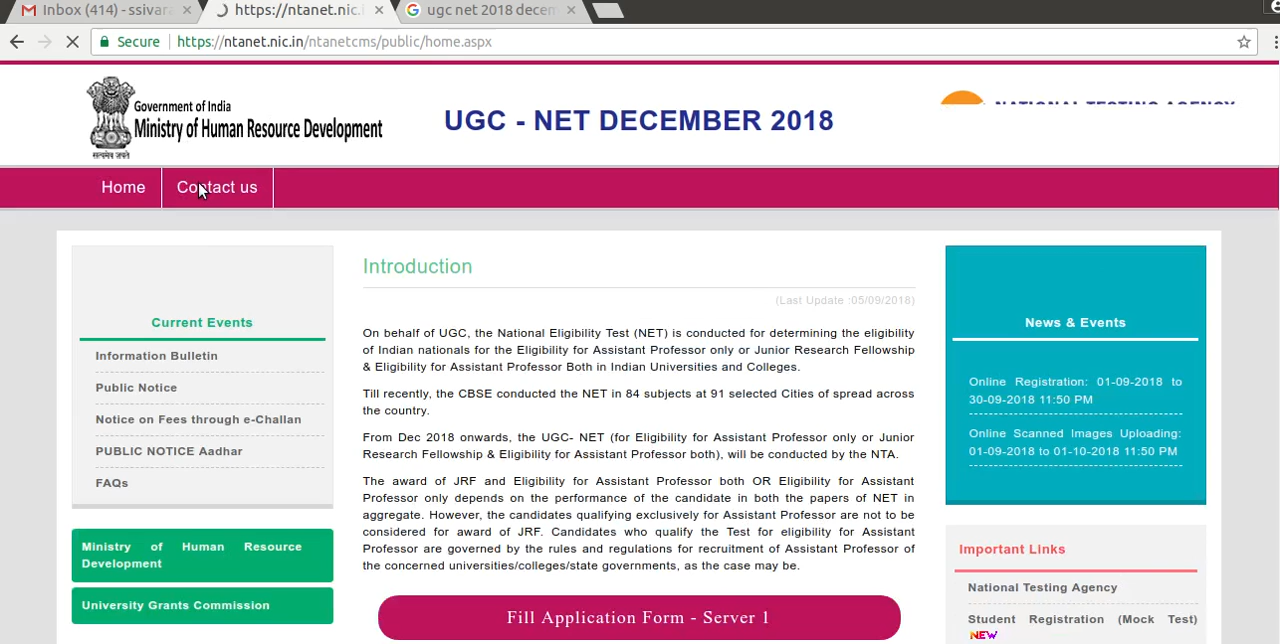 Inbox (414) - ssivara
https://ntanet.nic.i
ugc net 2018 decem
Secure
https://ntanet.nic.in/ntanetcms/public/home.aspx
Government of India
Ministry of Human Resource Development
सत्यमेव जयते
UGC - NET DECEMBER 2018
NATIONAL TESTING AGENCY
Home
Contact us
Current Events
Information Bulletin
Public Notice
Notice on Fees through e-Challan
PUBLIC NOTICE Aadhar
FAQs
Ministry of Human Resource
Development
University Grants Commission
Introduction
(Last Update :05/09/2018)
On behalf of UGC, the National Eligibility Test (NET) is conducted for determining the eligibility
of Indian nationals for the Eligibility for Assistant Professor only or Junior Research Fellowship
& Eligibility for Assistant Professor Both in Indian Universities and Colleges.
Till recently, the CBSE conducted the NET in 84 subjects at 91 selected Cities of spread across
the country.
From Dec 2018 onwards, the UGC- NET (for Eligibility for Assistant Professor only or Junior
Research Fellowship & Eligibility for Assistant Professor both), will be conducted by the NTA.
The award of JRF and Eligibility for Assistant Professor both OR Eligibility for Assistant
Professor only depends on the performance of the candidate in both the papers of NET in
aggregate. However, the candidates qualifying exclusively for Assistant Professor are not to be
considered for award of JRF. Candidates who qualify the Test for eligibility for Assistant
Professor are governed by the rules and regulations for recruitment of Assistant Professor of
the concerned universities/colleges/state governments, as the case may be.
Fill Application Form - Server 1
News & Events
Online Registration: 01-09-2018 to
30-09-2018 11:50 PM
Online Scanned Images Uploading:
01-09-2018 to 01-10-2018 11:50 PM
Important Links
National Testing Agency
Student Registration (Mock Test)
NEW